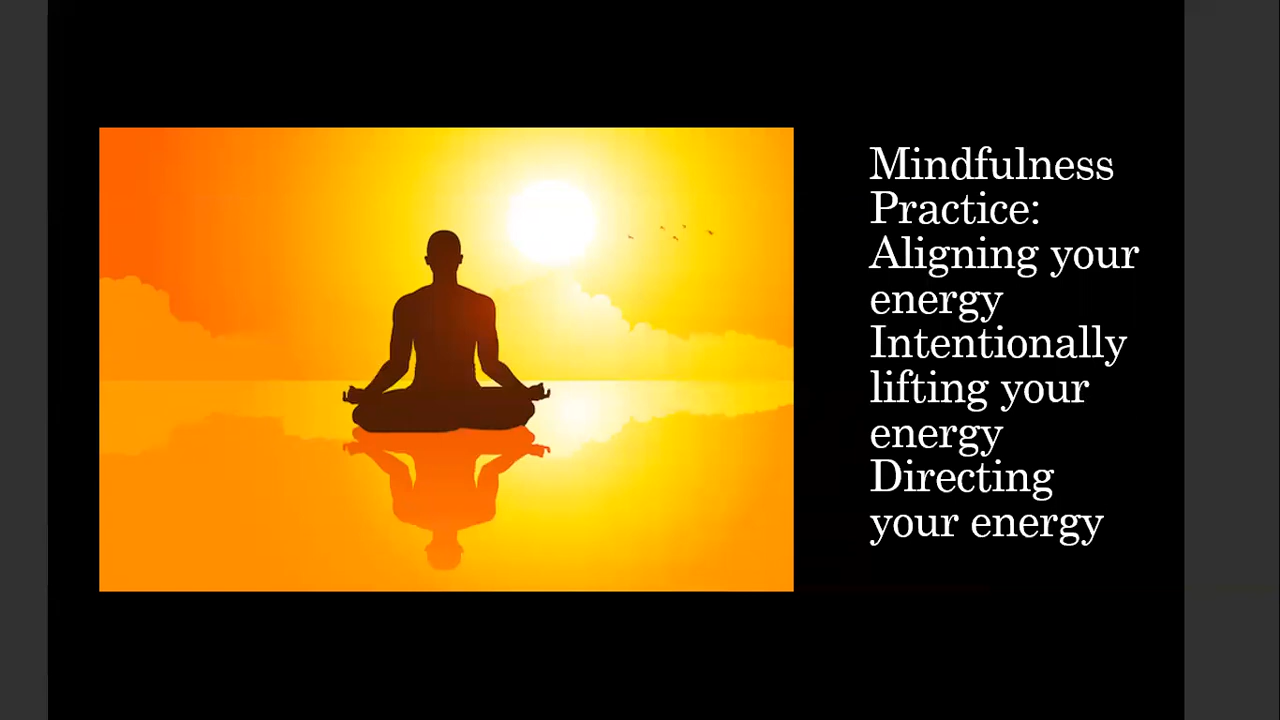 Mindfulness
Practice:
Aligning your
energy
Intentionally
lifting your
energy
Directing
your energy